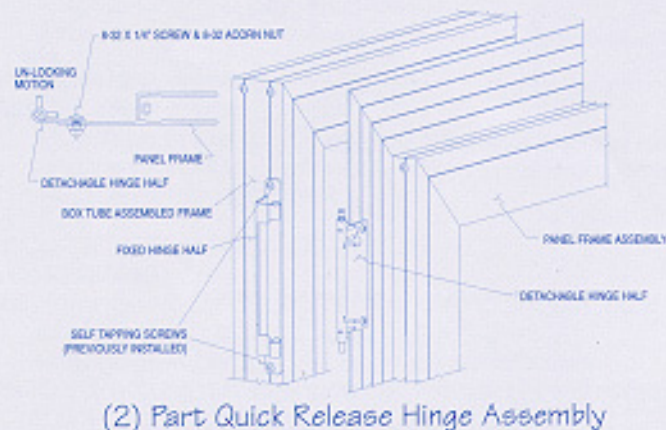 8-32 X 1/4" SCREW & 8-32 ACORN NUT
UN-LOCKING
MOTION
PANEL FRAME
DETACHABLE HINGE HALF
BOX TUBE ASSEMBLED FRAME
FIXED HINGE HALF
PANEL FRAME ASSEMBLY
DETACHABLE HINGE HALF
SELF TAPPING SCREWS
(PREVIOUSLY INSTALLED)
(2) Part Quick Release Hinge Assembly